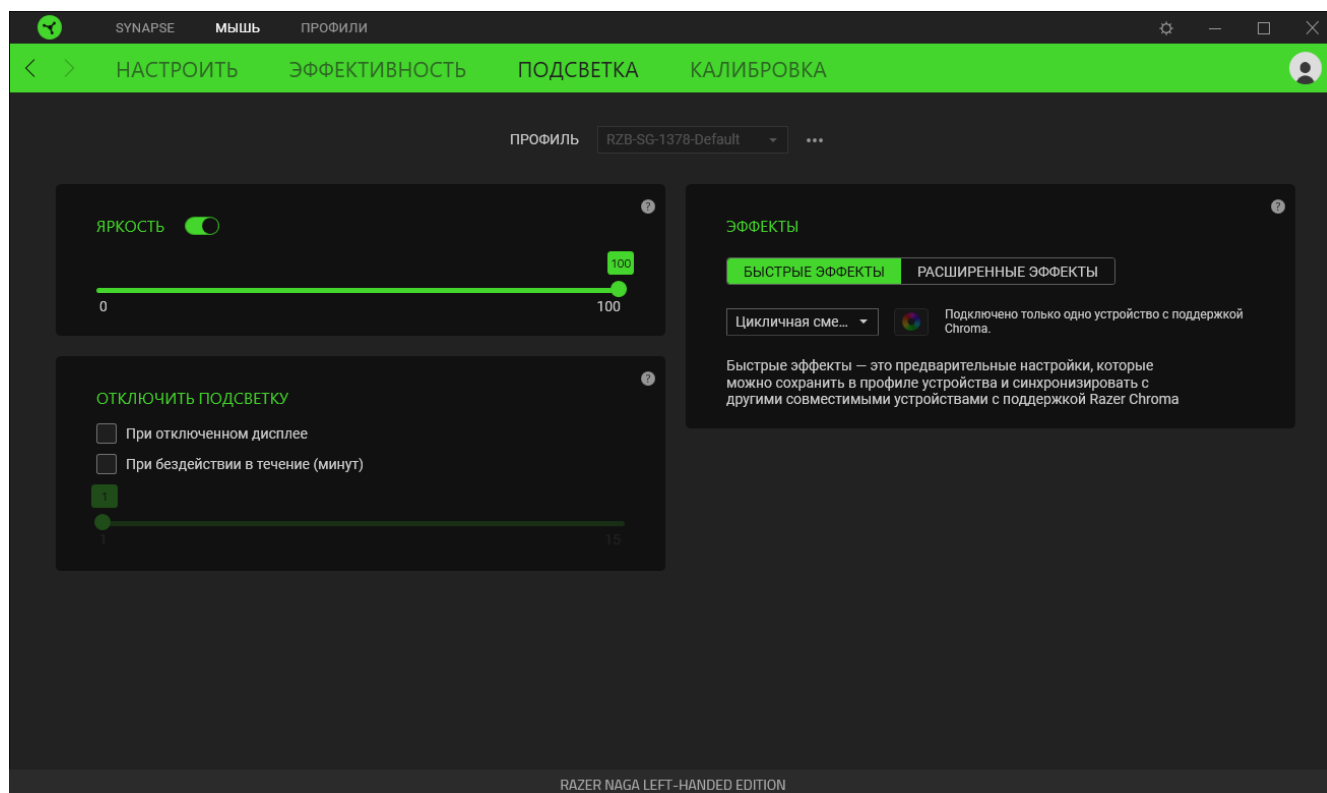 SYNAPSE МЫШЬ ПРОФИЛИ
НАСТРОИТЬ ЭФФЕКТИВНОСТЬ ПОДСВЕТКА КАЛИБРОВКА
ПРОФИЛЬ RZB-SG-1378-Default
ЯРКОСТЬ
100
0 100
ОТКЛЮЧИТЬ ПОДСВЕТКУ
При отключенном дисплее
При бездействии в течение (минут)
1
1 15
ЭФФЕКТЫ
БЫСТРЫЕ ЭФФЕКТЫ РАСШИРЕННЫЕ ЭФФЕКТЫ
Цикличная сме...
Подключено только одно устройство с поддержкой
Chroma.
Быстрые эффекты — это предварительные настройки, которые
можно сохранить в профиле устройства и синхронизировать с
другими совместимыми устройствами с поддержкой Razer Chroma
RAZER NAGA LEFT-HANDED EDITION